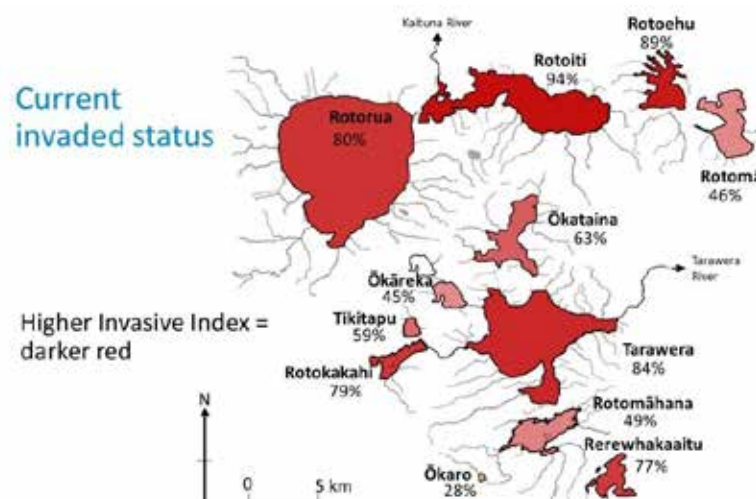 Kaituna River
Rotoehu
89%
Rotoiti
94%
Current
invaded status
Rotorua
80%
Rotomā
46%
Ōkataina
63%
Tarawera
River
Ōkāreka
45%
Tikitapu
59%
Higher Invasive Index =
darker red
Tarawera
84%
Rotokakahi
79%
Rotomāhana
49%
N
Rerewhakaaitu
77%
Ōkaro
28%
0 5 km